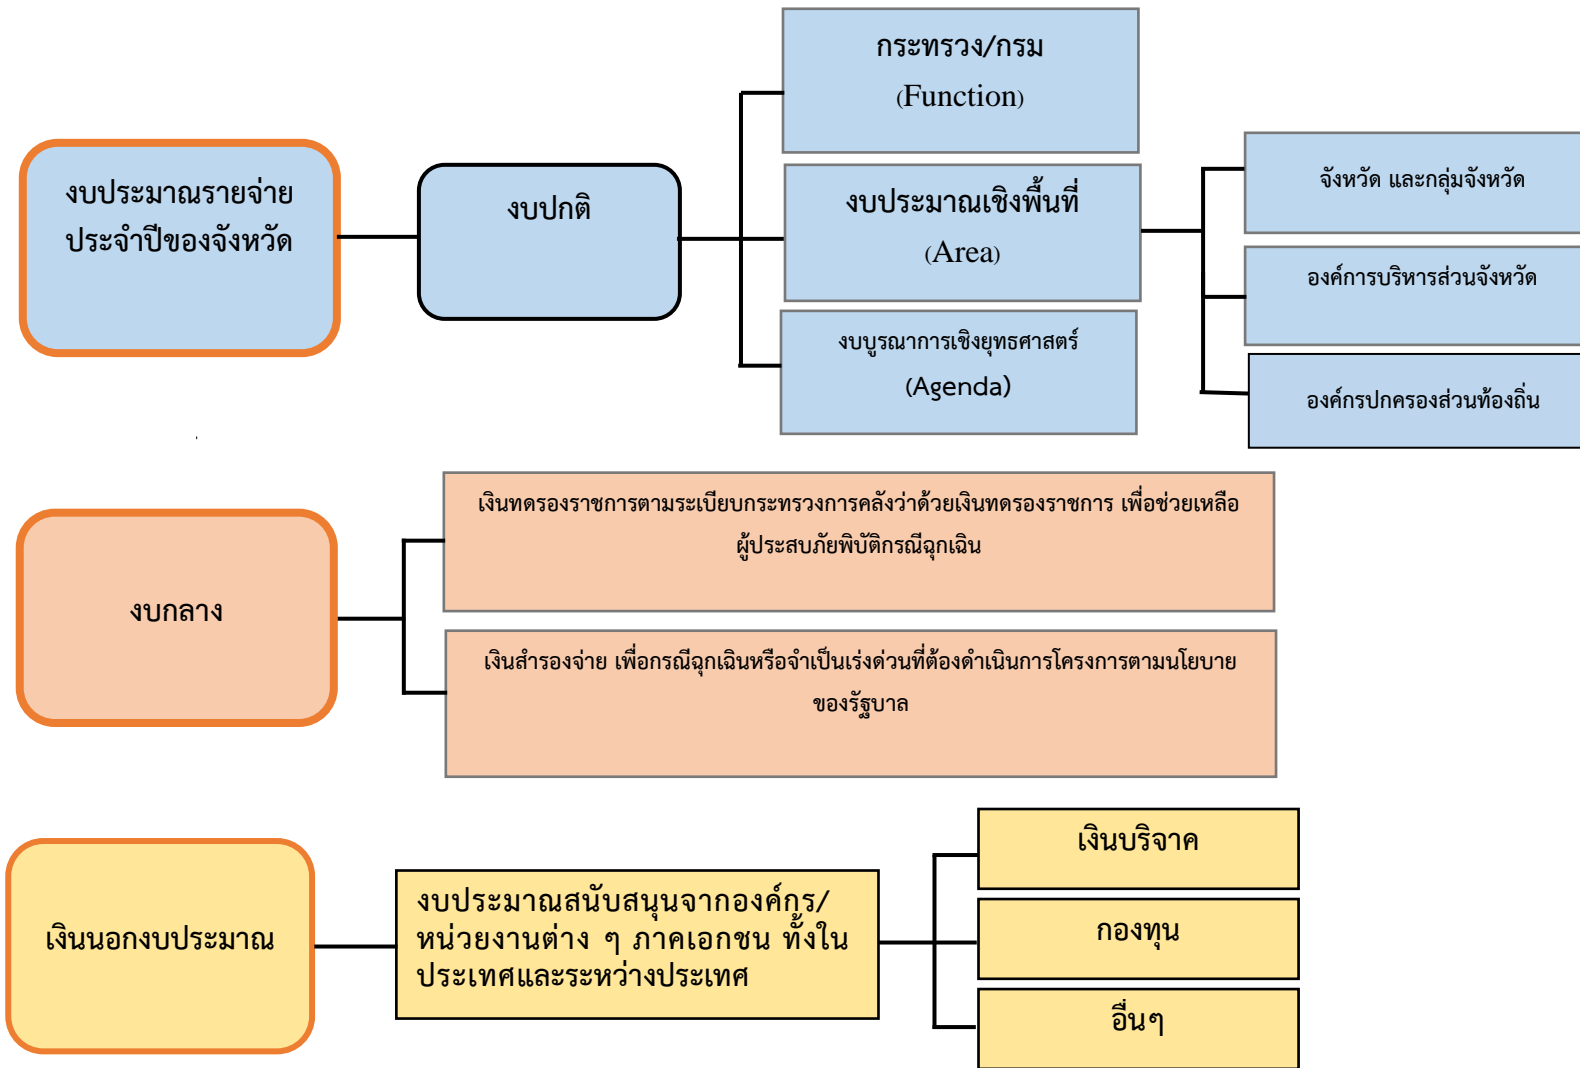 งบประมาณรายจ่าย
ประจำปีของจังหวัด
งบปกติ
กระทรวง/กรม
(Function)
งบประมาณเชิงพื้นที่
(Area)
งบบูรณาการเชิงยุทธศาสตร์
(Agenda)
จังหวัด และกลุ่มจังหวัด
องค์การบริหารส่วนจังหวัด
องค์กรปกครองส่วนท้องถิ่น
งบกลาง
เงินทดรองราชการตามระเบียบกระทรวงการคลังว่าด้วยเงินทดรองราชการ เพื่อช่วยเหลือ
ผู้ประสบภัยพิบัติกรณีฉุกเฉิน
เงินสำรองจ่าย เพื่อกรณีฉุกเฉินหรือจำเป็นเร่งด่วนที่ต้องดำเนินการโครงการตามนโยบาย
ของรัฐบาล
เงินนอกงบประมาณ
งบประมาณสนับสนุนจากองค์กร/
หน่วยงานต่าง ๆ ภาคเอกชน ทั้งใน
ประเทศและระหว่างประเทศ
เงินบริจาค
กองทุน
อื่นๆ